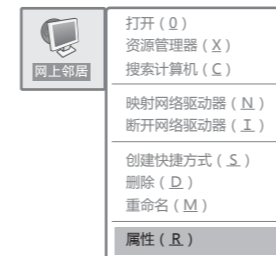 网上邻居
打开(0)
资源管理器(X)
搜索计算机(C)
映射网络驱动器(N)
断开网络驱动器(I)
创建快捷方式(S)
删除(D)
重命名(M)
属性(R)